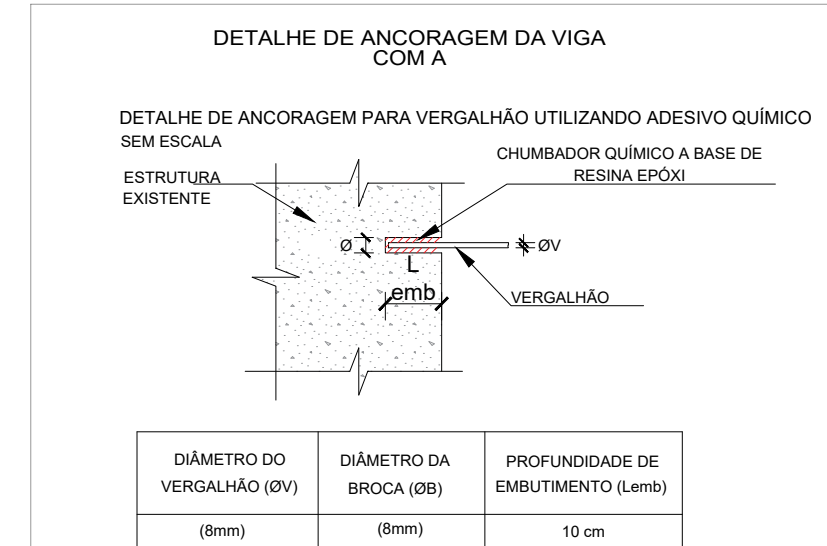 DETALHE DE ANCORAGEM DA VIGA
COM A
DETALHE DE ANCORAGEM PARA VERGALHÃO UTILIZANDO ADESIVO QUÍMICO
SEM ESCALA
CHUMBADOR QUÍMICO A BASE DE
RESINA EPÓXI
ESTRUTURA
EXISTENTE
Ø
ØV
L
emb
VERGALHÃO
DIÂMETRO DO
VERGALHÃO (ØV)
DIÂMETRO DA
BROCA (ØB)
PROFUNDIDADE DE
EMBUTIMENTO (Lemb)
(8mm)
(8mm)
10 cm